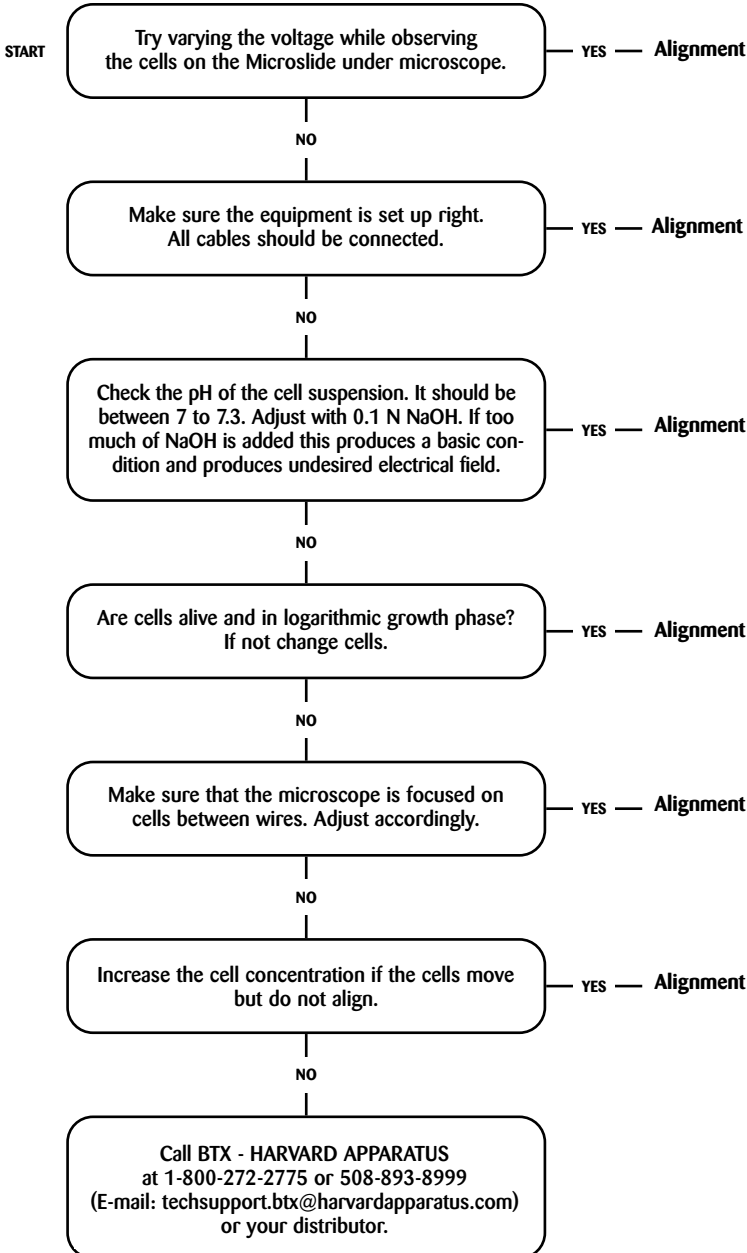 START
Try varying the voltage while observing
the cells on the Microslide under microscope.
YES
Alignment
NO
Make sure the equipment is set up right.
All cables should be connected.
YES
Alignment
NO
Check the pH of the cell suspension. It should be
between 7 to 7.3. Adjust with 0.1 N NaOH. If too
much of NaOH is added this produces a basic con-
dition and produces undesired electrical field.
YES
Alignment
NO
Are cells alive and in logarithmic growth phase?
If not change cells.
YES
Alignment
NO
Make sure that the microscope is focused on
cells between wires. Adjust accordingly.
YES
Alignment
NO
Increase the cell concentration if the cells move
but do not align.
YES
Alignment
NO
Call BTX - HARVARD APPARATUS
at 1-800-272-2775 or 508-893-8999
(E-mail: techsupport.btx@harvardapparatus.com)
or your distributor.